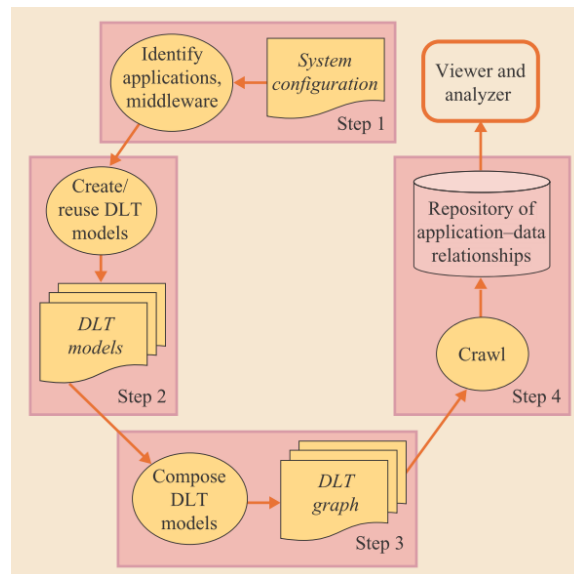 Identify
applications,
middleware
System
configuration
Step 1
Viewer and
analyzer
Create/
reuse DLT
models
DLT
models
Step 2
Repository of
application–data
relationships
Crawl
Step 4
Compose
DLT
models
DLT
graph
Step 3